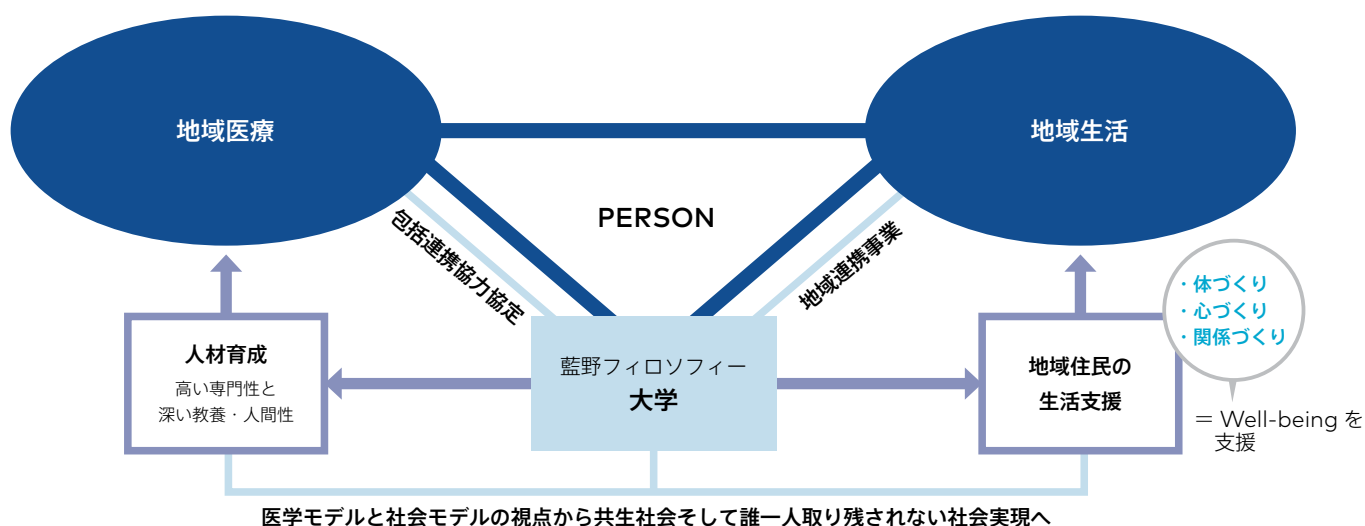 地域医療
地域生活
PERSON
包括連携協力協定
地域連携事業
・体づくり
・心づくり
・関係づくり
人材育成
高い専門性と
深い教養・人間性
藍野フィロソフィー
大学
地域住民の
生活支援
＝ Well-being を
支援
医学モデルと社会モデルの視点から共生社会そして誰一人取り残されない社会実現へ